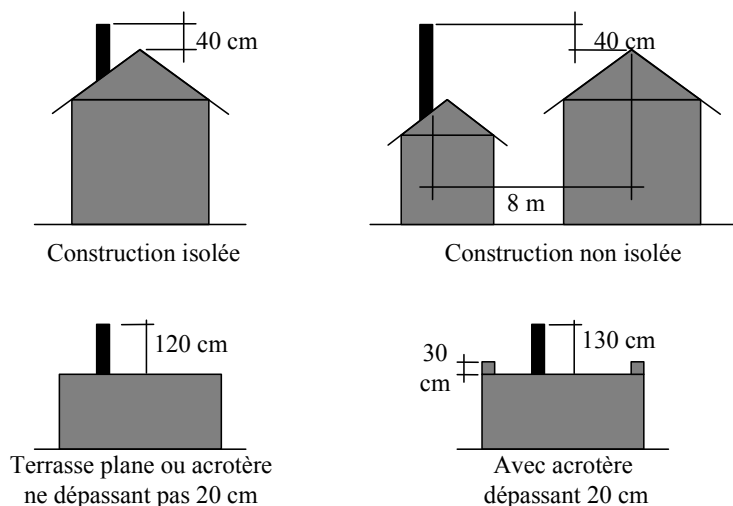 40 cm
40 cm
8 m
Construction isolée
Construction non isolée
120 cm
30
cm
130 cm
Terrasse plane ou acrotère
ne dépassant pas 20 cm
Avec acrotère
dépassant 20 cm